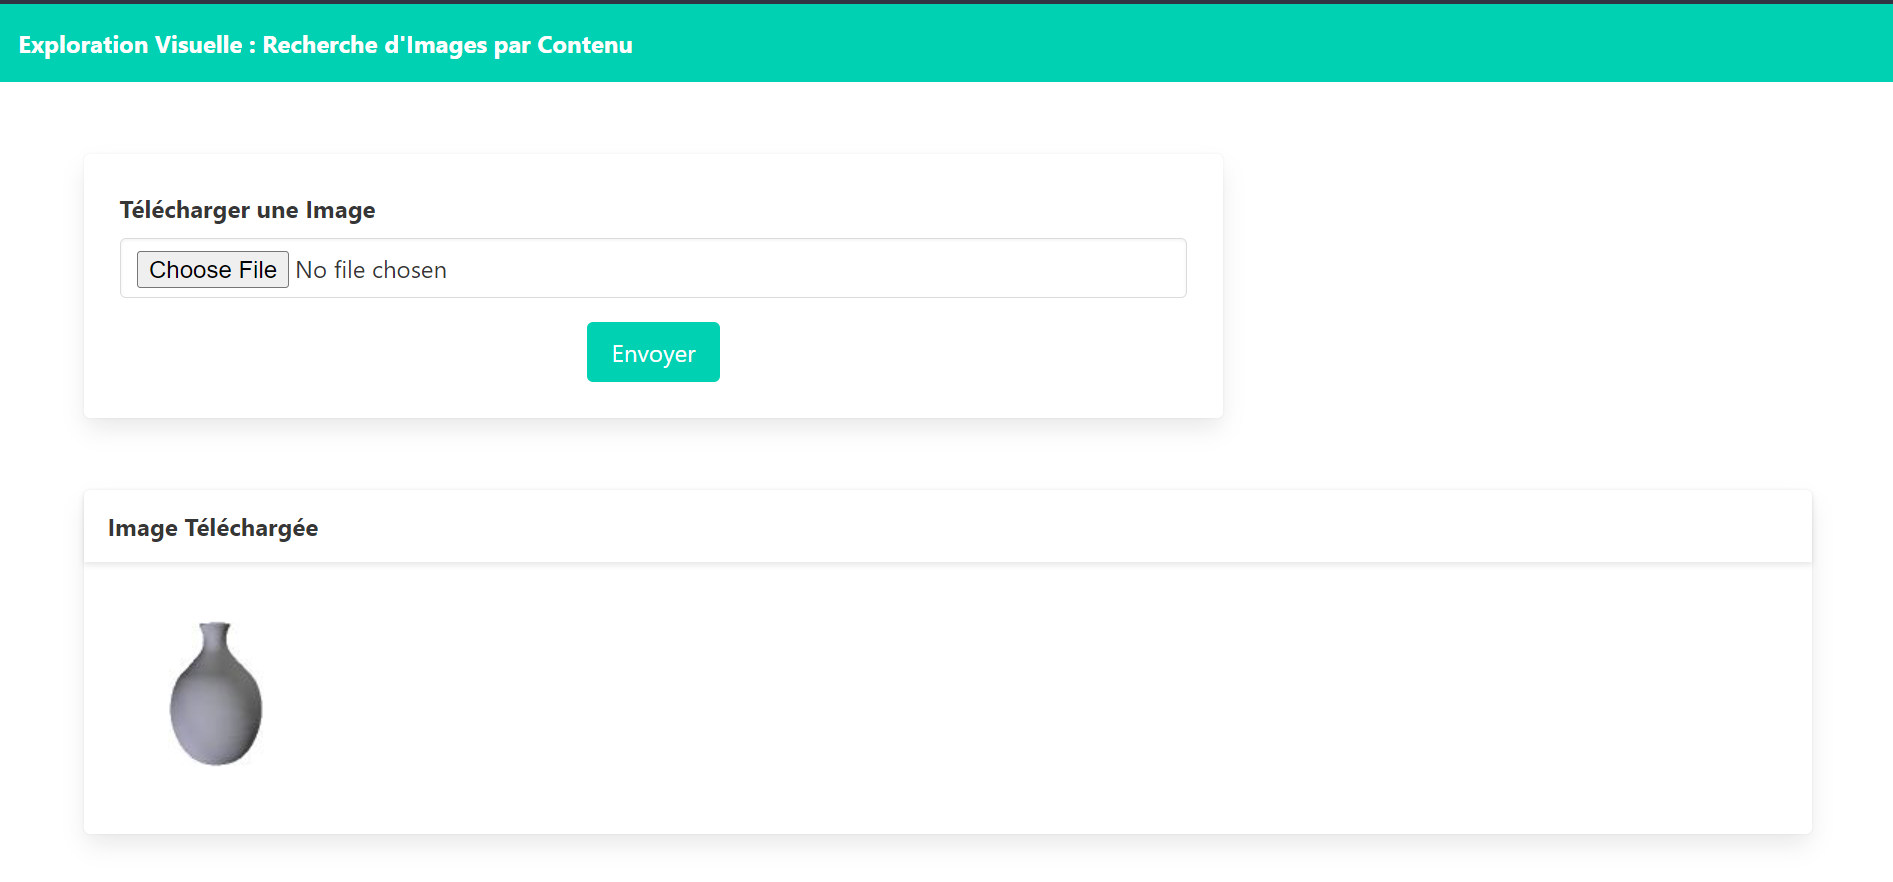 Exploration Visuelle : Recherche d'Images par Contenu
Télécharger une Image
Choose File No file chosen
Envoyer
Image Téléchargée